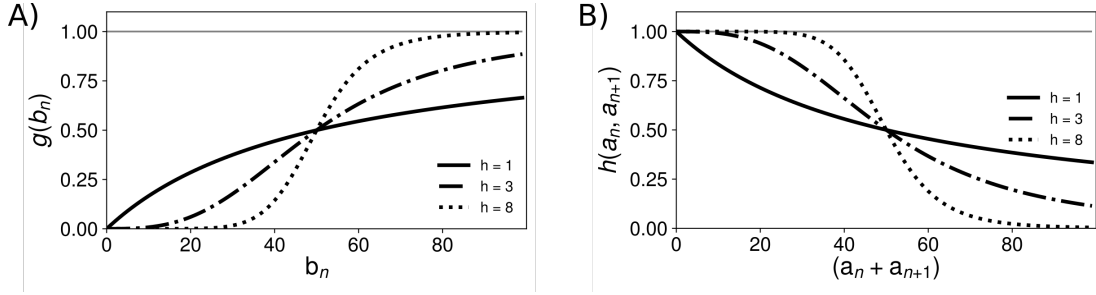 A)
1.00
0.75
0.50
0.25
0.00
g(bₙ)
h = 1
h = 3
h = 8
0 20 40 60 80
bₙ
B)
1.00
0.75
0.50
0.25
0.00
h(aₙ, aₙ₊₁)
h = 1
h = 3
h = 8
0 20 40 60 80
(aₙ + aₙ₊₁)